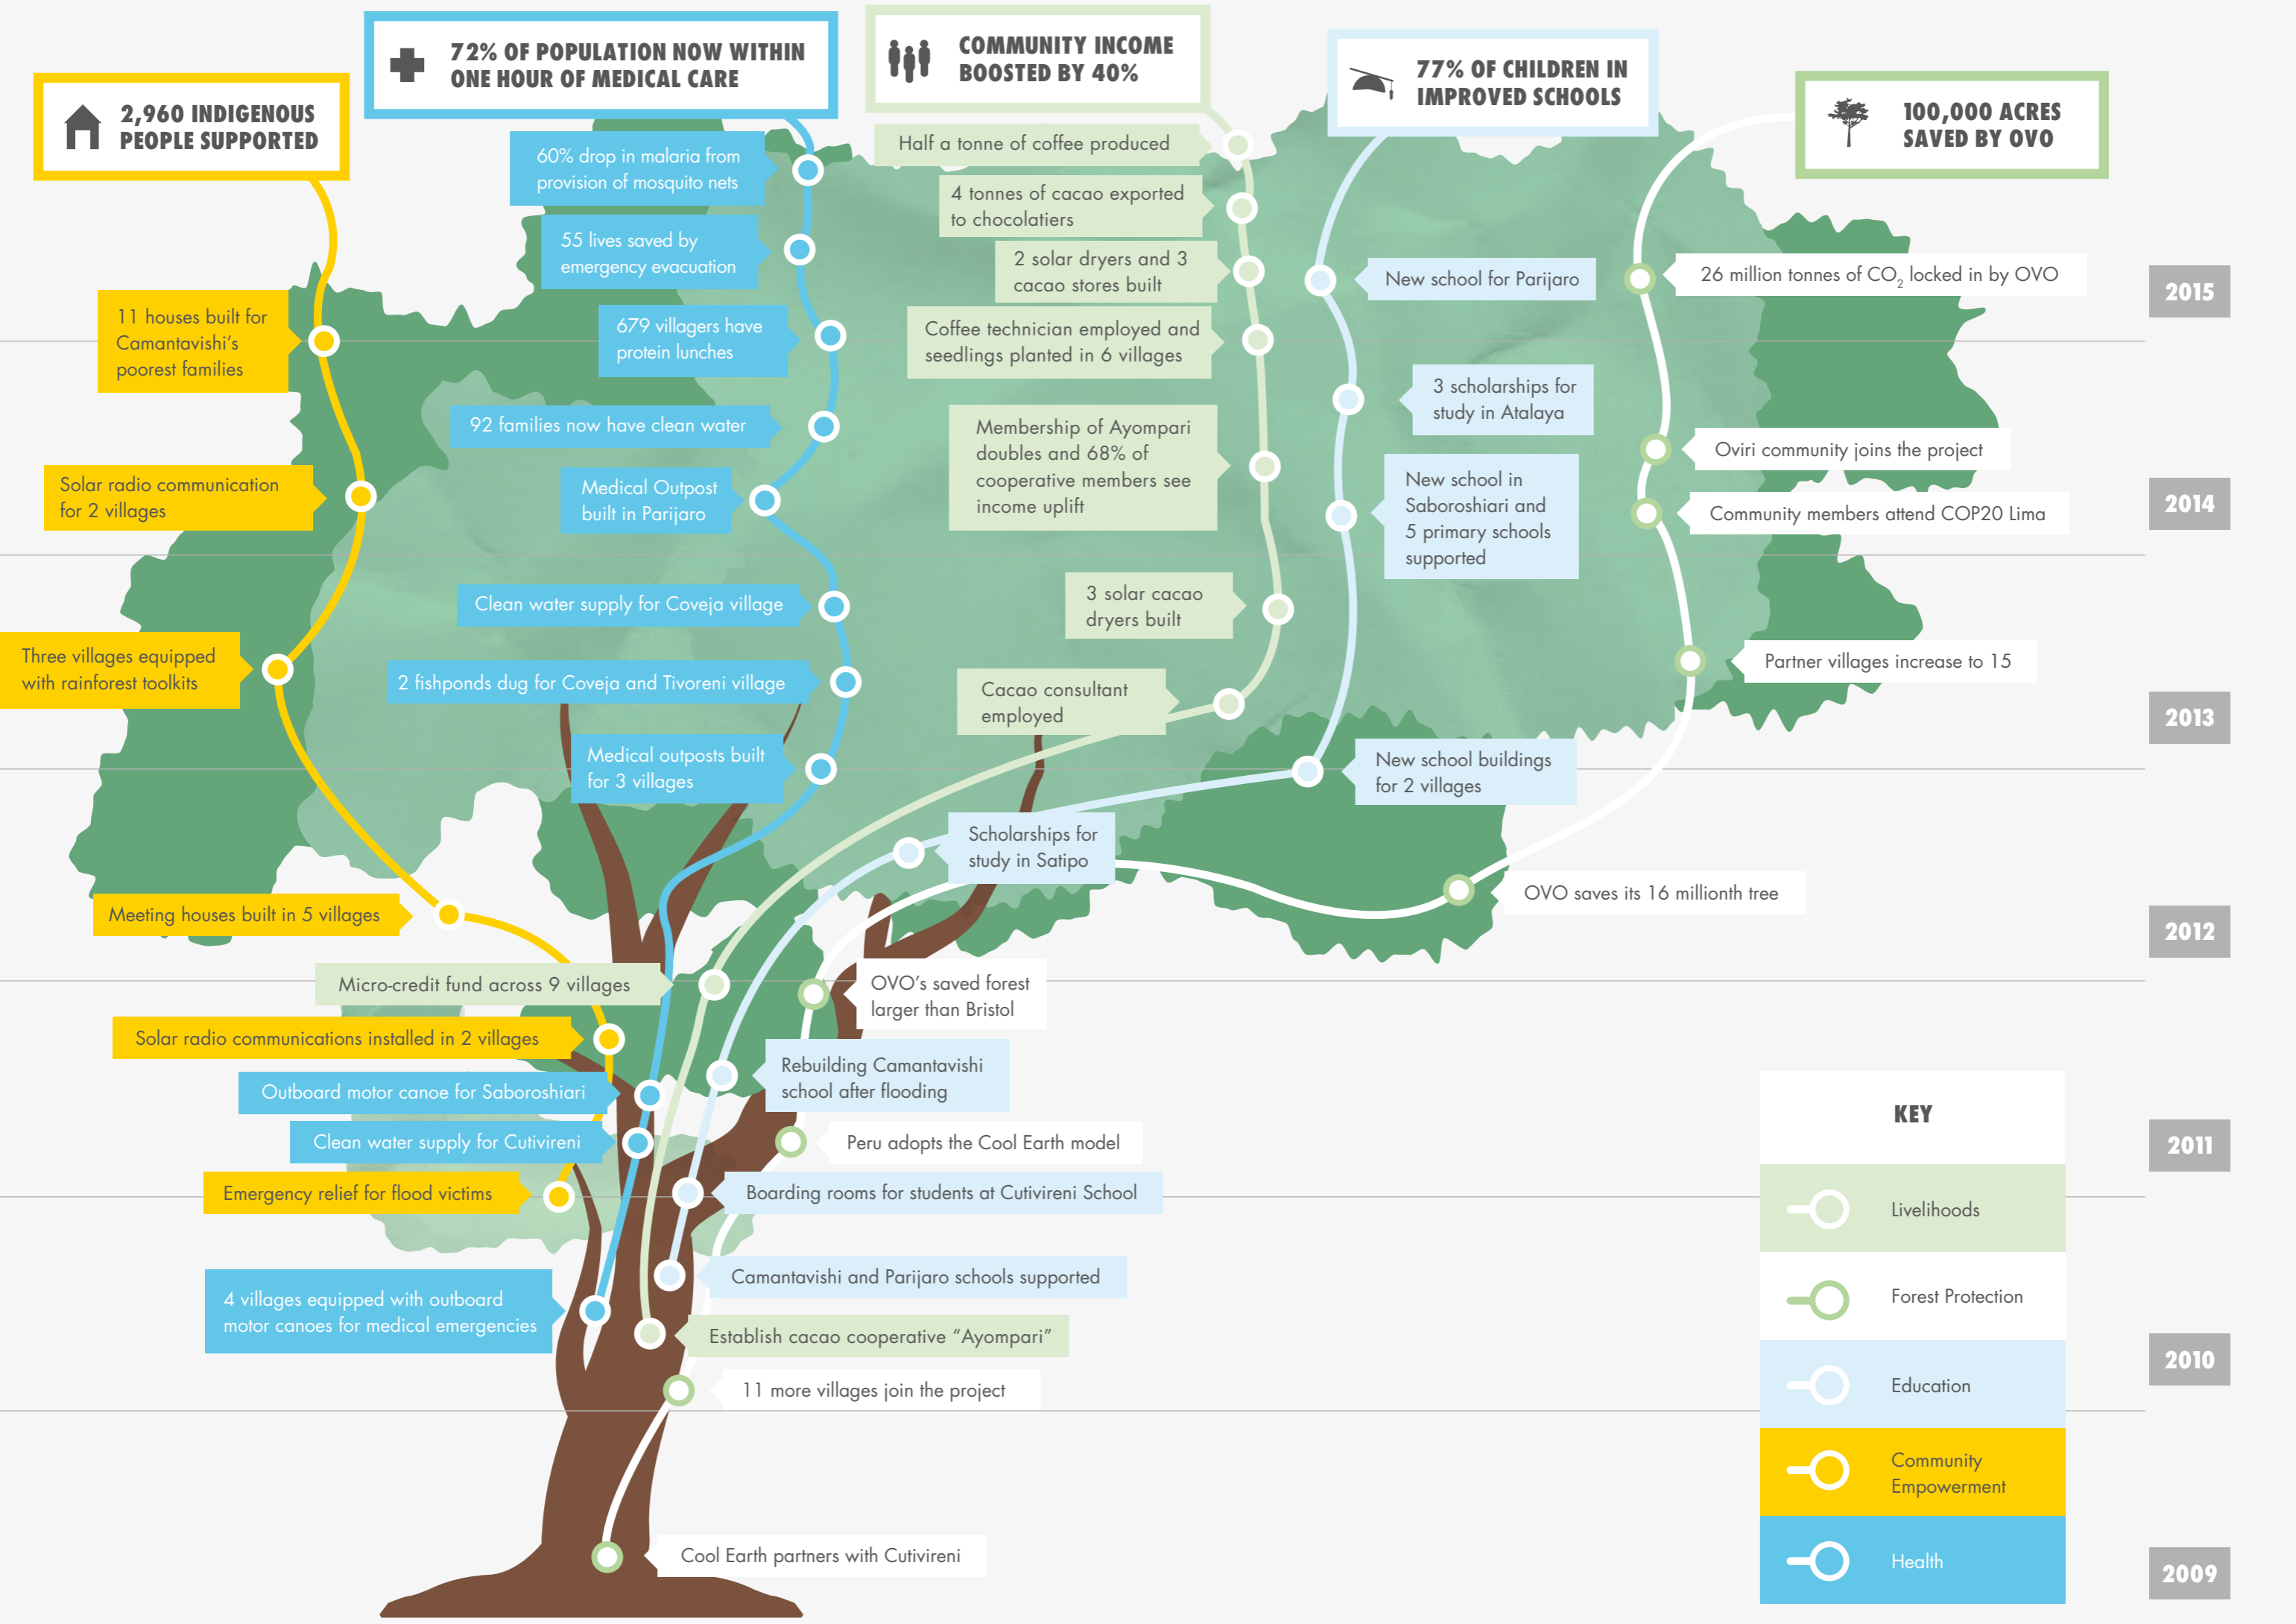 2,960 INDIGENOUS
PEOPLE SUPPORTED
72% OF POPULATION NOW WITHIN
ONE HOUR OF MEDICAL CARE
COMMUNITY INCOME
BOOSTED BY 40%
77% OF CHILDREN IN
IMPROVED SCHOOLS
100,000 ACRES
SAVED BY OVO
11 houses built for
Camantavishi's
poorest families
Solar radio communication
for 2 villages
Three villages equipped
with rainforest toolkits
Meeting houses built in 5 villages
Solar radio communications installed in 2 villages
Emergency relief for flood victims
60% drop in malaria from
provision of mosquito nets
55 lives saved by
emergency evacuation
679 villagers have
protein lunches
92 families now have clean water
Medical Outpost
built in Parijaro
Clean water supply for Coveja village
2 fishponds dug for Coveja and Tivoreni village
Medical outposts built
for 3 villages
Outboard motor canoe for Saboroshiari
Clean water supply for Cutivireni
4 villages equipped with outboard
motor canoes for medical emergencies
Half a tonne of coffee produced
4 tonnes of cacao exported
to chocolatiers
2 solar dryers and 3
cacao stores built
Coffee technician employed and
seedlings planted in 6 villages
Membership of Ayompari
doubles and 68% of
cooperative members see
income uplift
3 solar cacao
dryers built
Cacao consultant
employed
Micro-credit fund across 9 villages
Establish cacao cooperative “Ayompari”
New school for Parijaro
3 scholarships for
study in Atalaya
New school in
Saboroshiari and
5 primary schools
supported
New school buildings
for 2 villages
Scholarships for
study in Satipo
Rebuilding Camantavishi
school after flooding
Boarding rooms for students at Cutivireni School
Camantavishi and Parijaro schools supported
26 million tonnes of CO₂ locked in by OVO
Oviri community joins the project
Community members attend COP20 Lima
Partner villages increase to 15
OVO saves its 16 millionth tree
OVO's saved forest
larger than Bristol
Peru adopts the Cool Earth model
11 more villages join the project
Cool Earth partners with Cutivireni
2015
2014
2013
2012
2011
2010
2009
KEY
Livelihoods
Forest Protection
Education
Community
Empowerment
Health